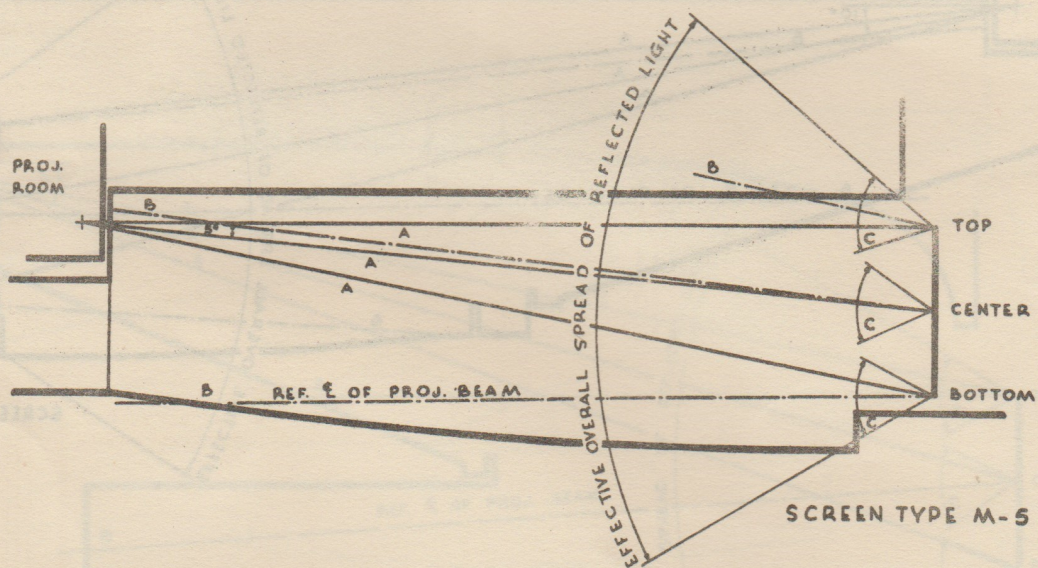 PROJ.
ROOM
B
5°
A
A
A
B
EFFECTIVE OVERALL SPREAD OF REFLECTED LIGHT
B
C
TOP
C
CENTER
B
REF. ℄ OF PROJ. BEAM
C
BOTTOM
SCREEN TYPE M-5